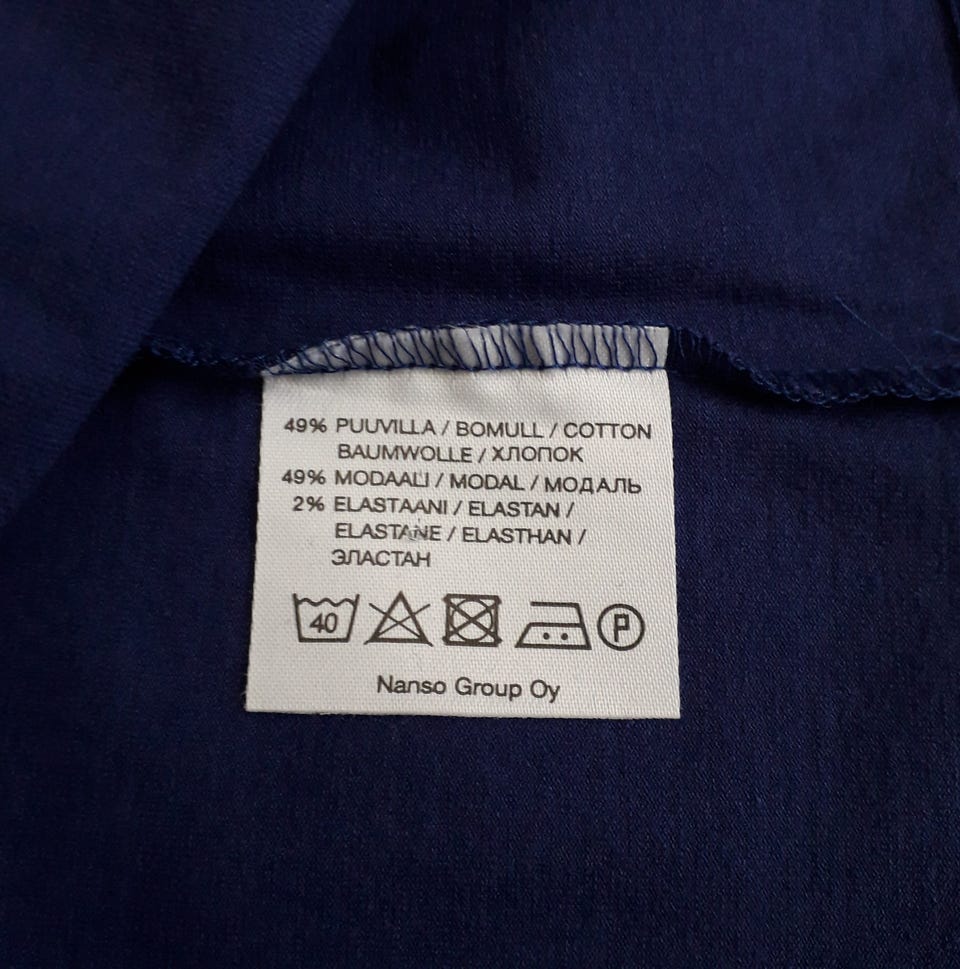 49% PUUVILLA / BOMULL / COTTON
BAUMWOLLE / ХЛОПОК
49% MODAALI / MODAL / МОДАЛЬ
2% ELASTAANI / ELASTAN /
ELASTANE / ELASTHAN /
ЭЛАСТАН
40 P
Nanso Group Oy